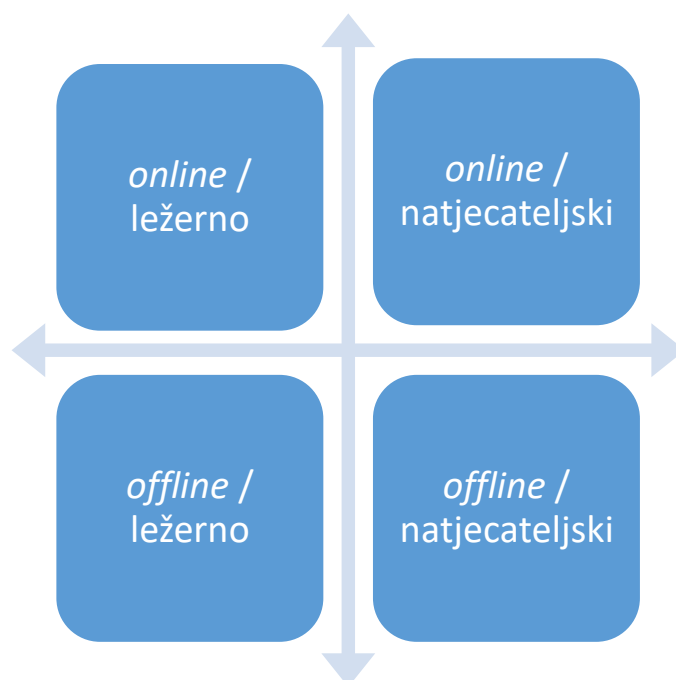 online /
ležerno
online /
natjecateljski
offline /
ležerno
offline /
natjecateljski